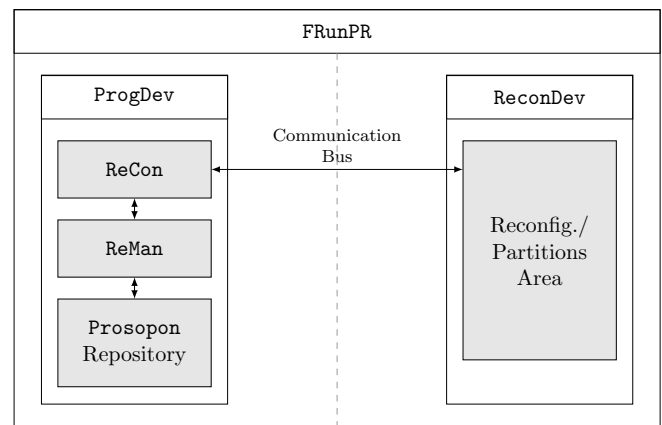 FRunPR
ProgDev
ReconDev
Communication
Bus
ReCon
ReMan
Prosopon
Repository
Reconfig./
Partitions
Area